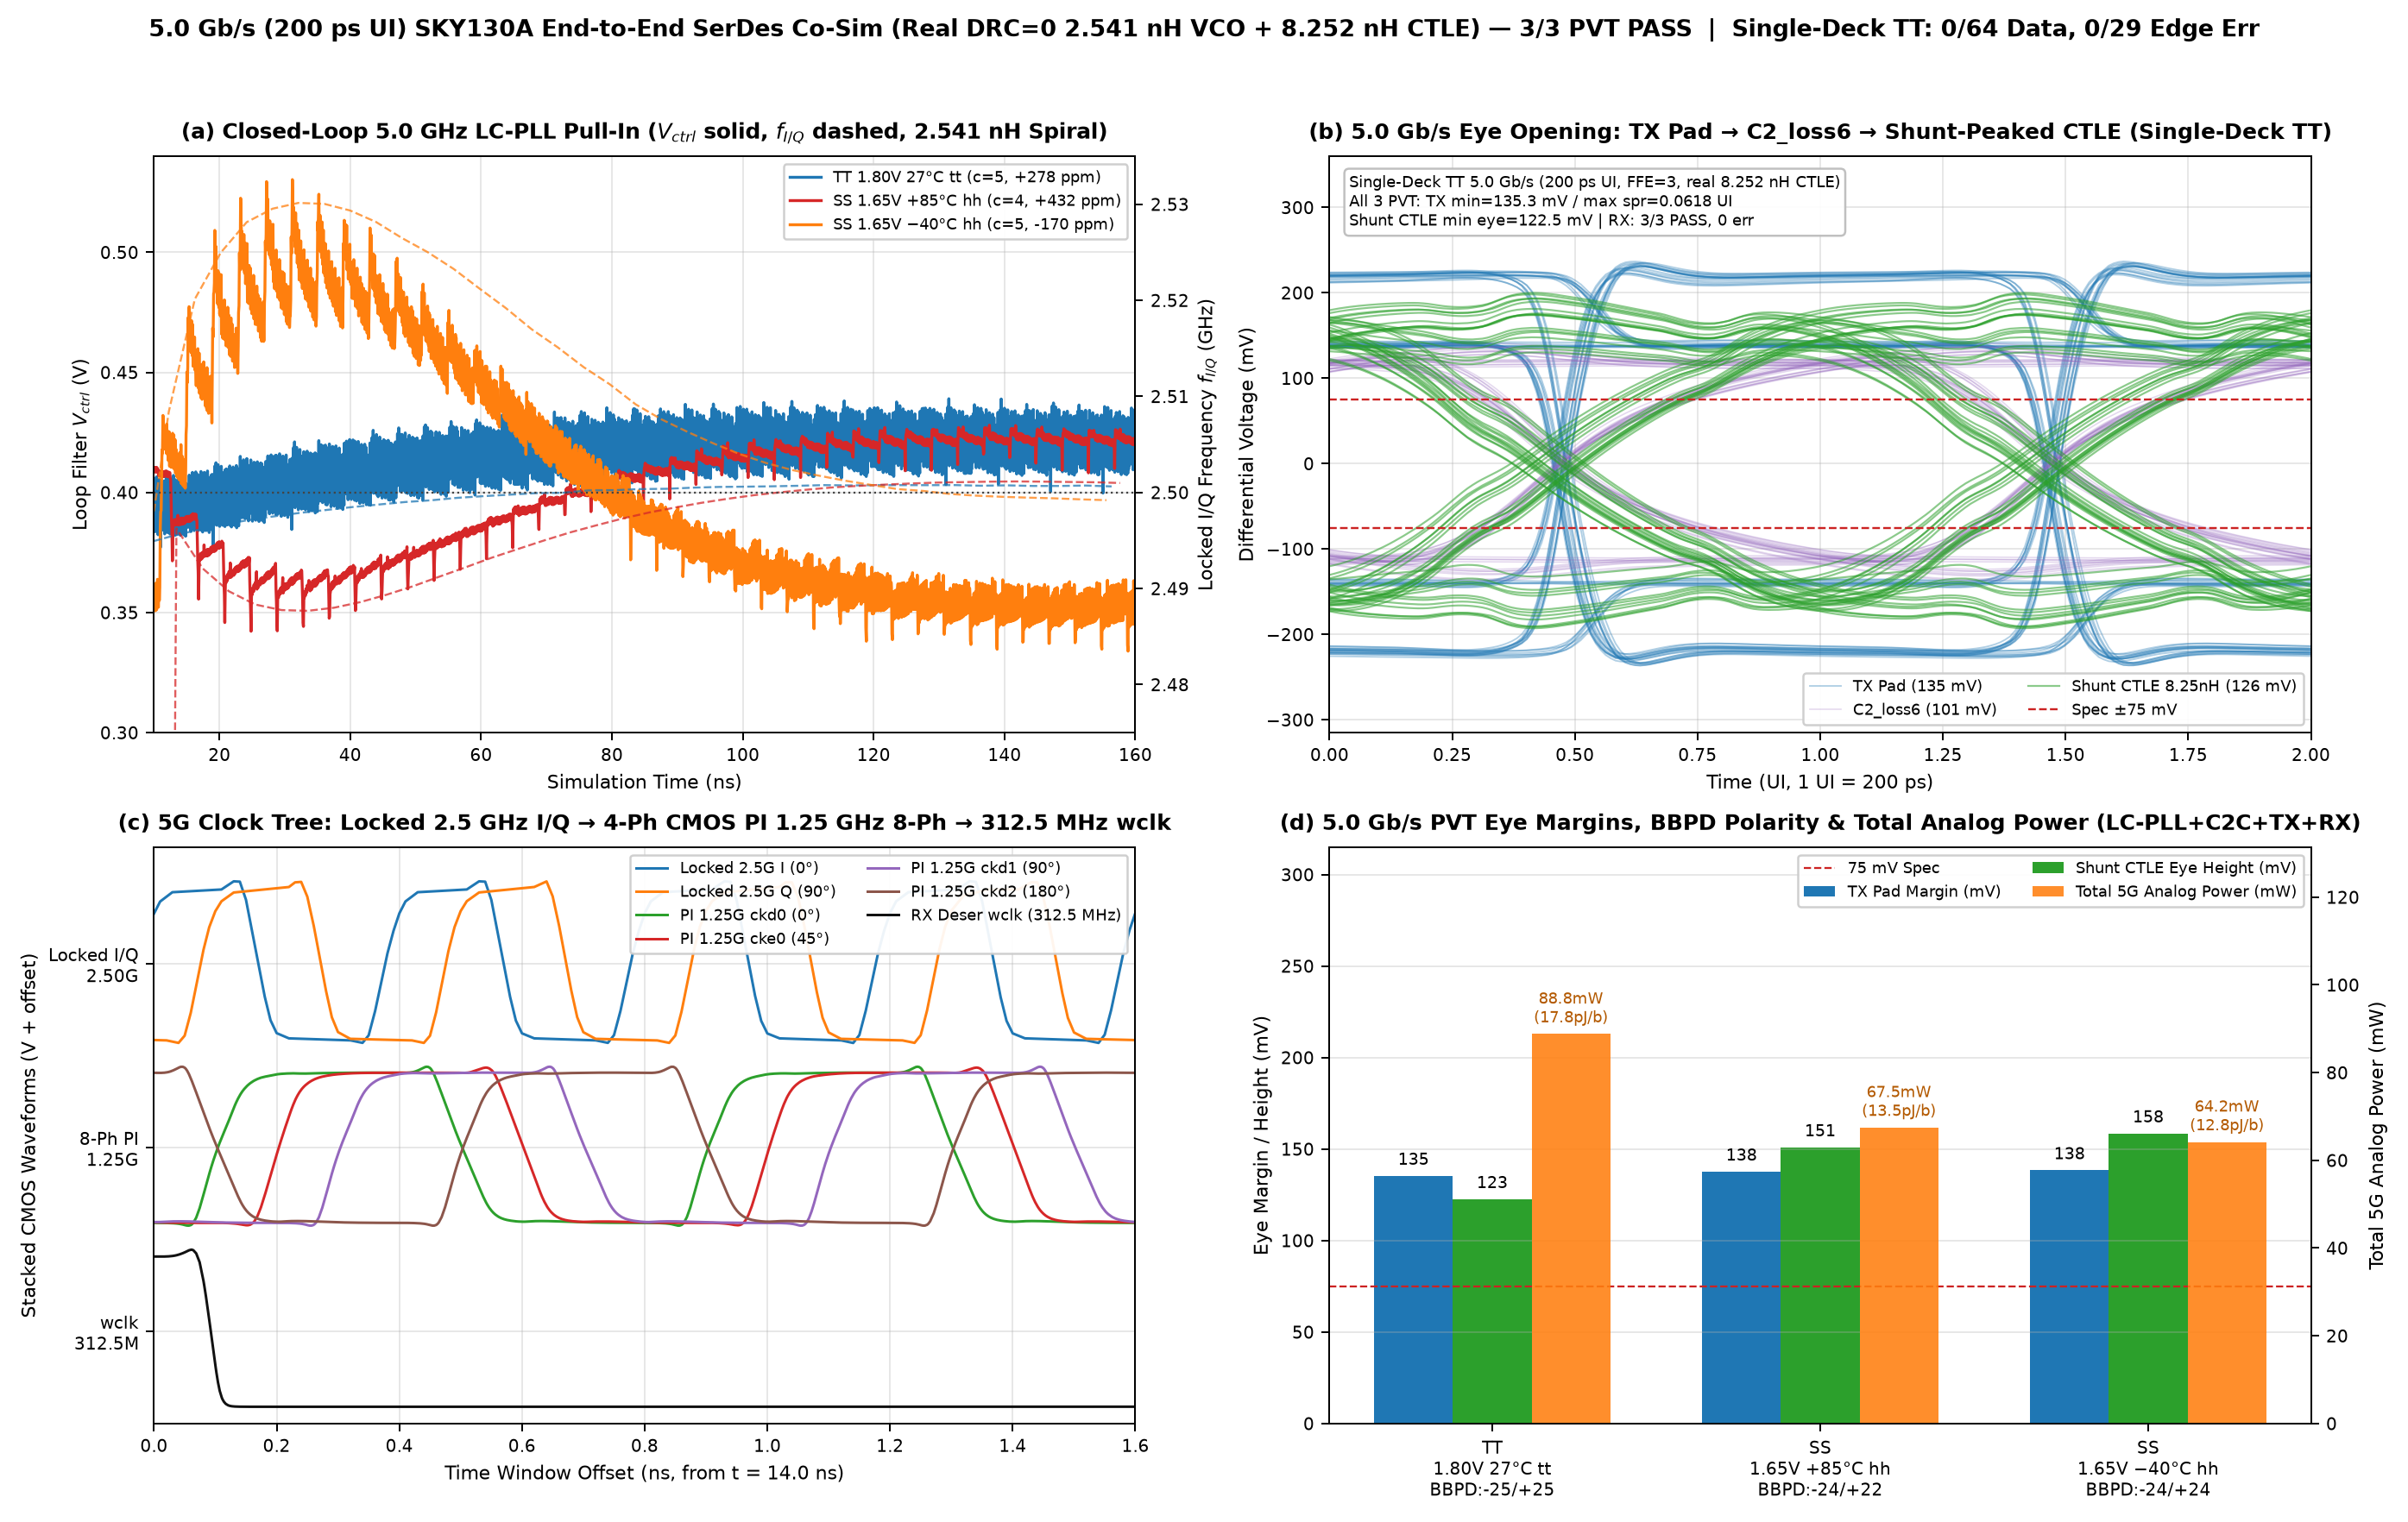 5.0 Gb/s (200 ps UI) SKY130A End-to-End SerDes Co-Sim (Real DRC=0 2.541 nH VCO + 8.252 nH CTLE) — 3/3 PVT PASS | Single-Deck TT: 0/64 Data, 0/29 Edge Err
(a) Closed-Loop 5.0 GHz LC-PLL Pull-In (Vctrl solid, fI/Q dashed, 2.541 nH Spiral)
TT 1.80V 27°C tt (c=5, +278 ppm)
SS 1.65V +85°C hh (c=4, +432 ppm)
SS 1.65V −40°C hh (c=5, -170 ppm)
Loop Filter Vctrl (V)
0.50
0.45
0.40
0.35
0.30
2.53
2.52
2.51
2.50
2.49
2.48
Locked I/Q Frequency fI/Q (GHz)
20 40 60 80 100 120 140 160
Simulation Time (ns)
(b) 5.0 Gb/s Eye Opening: TX Pad → C2_loss6 → Shunt-Peaked CTLE (Single-Deck TT)
Single-Deck TT 5.0 Gb/s (200 ps UI, FFE=3, real 8.252 nH CTLE)
All 3 PVT: TX min=135.3 mV / max spr=0.0618 UI
Shunt CTLE min eye=122.5 mV | RX: 3/3 PASS, 0 err
Differential Voltage (mV)
300
200
100
0
−100
−200
−300
TX Pad (135 mV)
C2_loss6 (101 mV)
Shunt CTLE 8.25nH (126 mV)
Spec ±75 mV
0.00 0.25 0.50 0.75 1.00 1.25 1.50 1.75 2.00
Time (UI, 1 UI = 200 ps)
(c) 5G Clock Tree: Locked 2.5 GHz I/Q → 4-Ph CMOS PI 1.25 GHz 8-Ph → 312.5 MHz wclk
Locked 2.5G I (0°)
Locked 2.5G Q (90°)
PI 1.25G ckd0 (0°)
PI 1.25G cke0 (45°)
PI 1.25G ckd1 (90°)
PI 1.25G ckd2 (180°)
RX Deser wclk (312.5 MHz)
Stacked CMOS Waveforms (V + offset)
Locked I/Q
2.50G
8-Ph PI
1.25G
wclk
312.5M
0.0 0.2 0.4 0.6 0.8 1.0 1.2 1.4 1.6
Time Window Offset (ns, from t = 14.0 ns)
(d) 5.0 Gb/s PVT Eye Margins, BBPD Polarity & Total Analog Power (LC-PLL+C2C+TX+RX)
75 mV Spec
TX Pad Margin (mV)
Shunt CTLE Eye Height (mV)
Total 5G Analog Power (mW)
Eye Margin / Height (mV)
300
250
200
150
100
50
0
135
123
88.8mW
(17.8pJ/b)
138
151
67.5mW
(13.5pJ/b)
138
158
64.2mW
(12.8pJ/b)
120
100
80
60
40
20
0
Total 5G Analog Power (mW)
TT
1.80V 27°C tt
BBPD:-25/+25
SS
1.65V +85°C hh
BBPD:-24/+22
SS
1.65V −40°C hh
BBPD:-24/+24